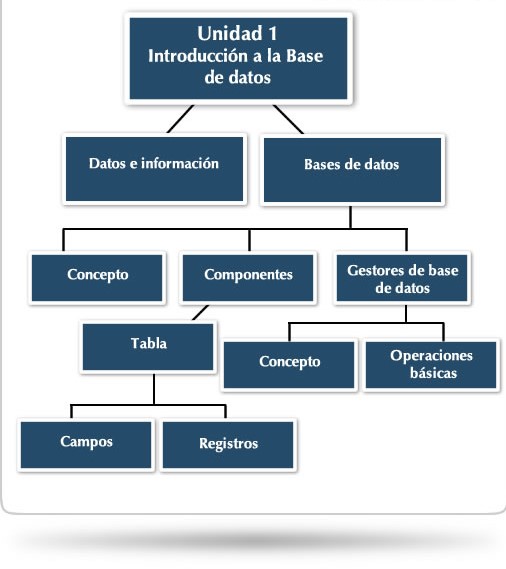 Unidad 1
Introducción a la Base
de datos
Datos e información
Bases de datos
Concepto
Componentes
Gestores de base
de datos
Tabla
Concepto
Operaciones
básicas
Campos
Registros